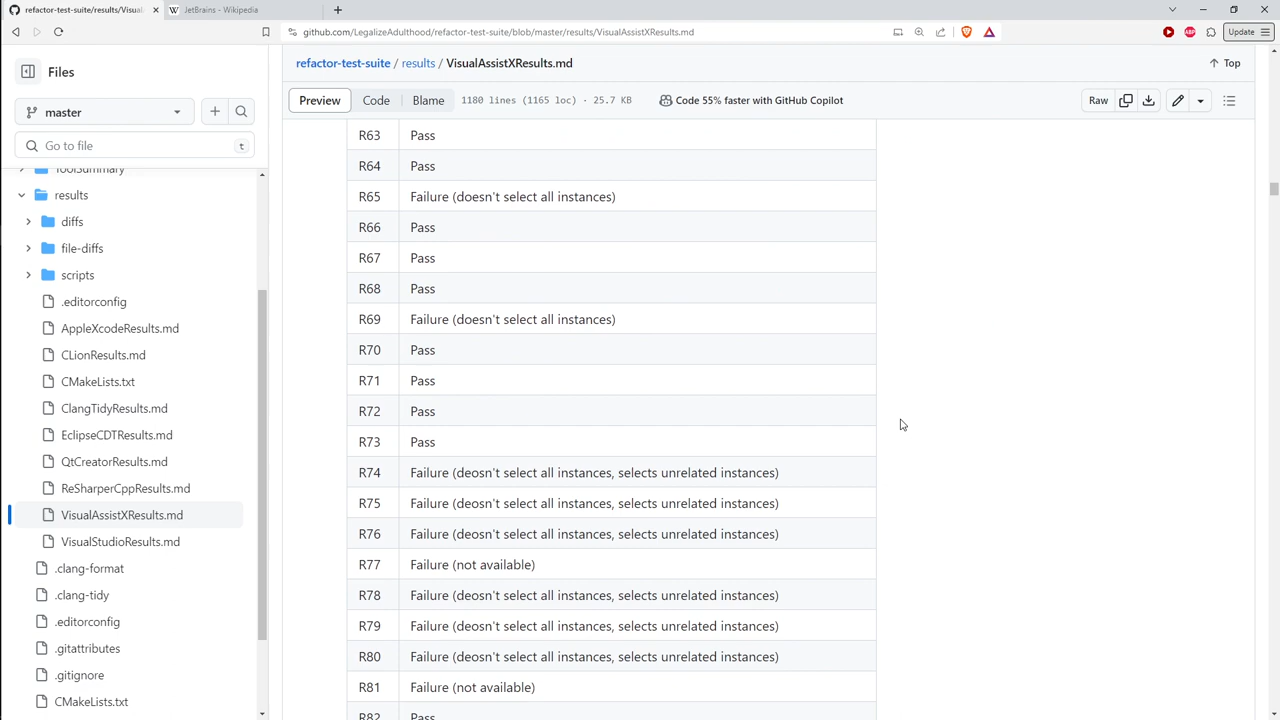 refactor-test-suite/results/Visual
JetBrains - Wikipedia
github.com/LegalizeAdulthood/refactor-test-suite/blob/master/results/VisualAssistXResults.md
Update
Files
refactor-test-suite / results / VisualAssistXResults.md
Top
master
Preview
Code
Blame
1180 lines (1165 loc) · 25.7 KB
Code 55% faster with GitHub Copilot
Raw
Go to file
t
ToolSummary
results
diffs
file-diffs
scripts
.editorconfig
AppleXcodeResults.md
CLionResults.md
CMakeLists.txt
ClangTidyResults.md
EclipseCDTResults.md
QtCreatorResults.md
ReSharperCppResults.md
VisualAssistXResults.md
VisualStudioResults.md
.clang-format
.clang-tidy
.editorconfig
.gitattributes
.gitignore
CMakeLists.txt
R63 Pass
R64 Pass
R65 Failure (doesn't select all instances)
R66 Pass
R67 Pass
R68 Pass
R69 Failure (doesn't select all instances)
R70 Pass
R71 Pass
R72 Pass
R73 Pass
R74 Failure (deosn't select all instances, selects unrelated instances)
R75 Failure (deosn't select all instances, selects unrelated instances)
R76 Failure (deosn't select all instances, selects unrelated instances)
R77 Failure (not available)
R78 Failure (deosn't select all instances, selects unrelated instances)
R79 Failure (deosn't select all instances, selects unrelated instances)
R80 Failure (deosn't select all instances, selects unrelated instances)
R81 Failure (not available)
R82 Pass